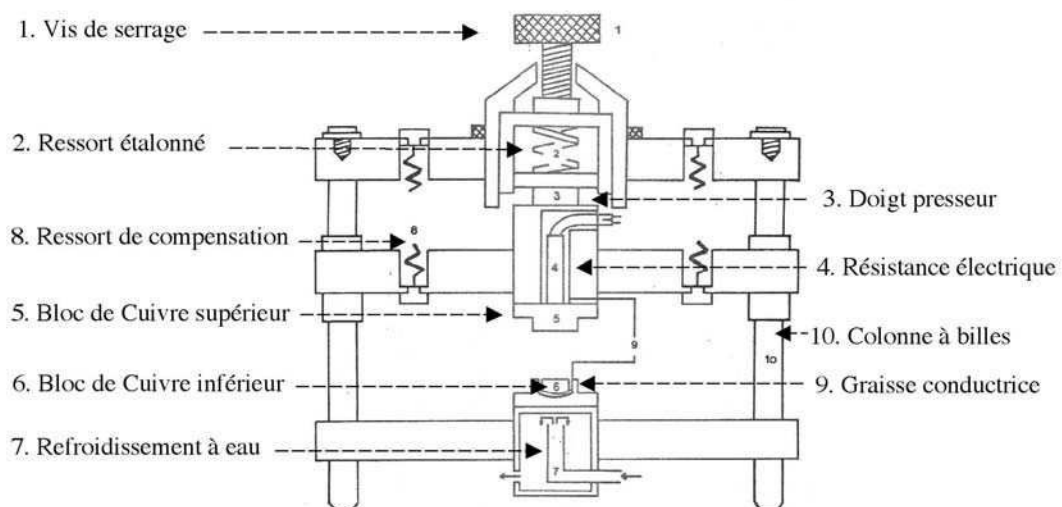 1. Vis de serrage
1
2. Ressort étalonné
2
3
3. Doigt presseur
8. Ressort de compensation
8
4
4. Résistance électrique
5. Bloc de Cuivre supérieur
5
9
10. Colonne à billes
10
6. Bloc de Cuivre inférieur
6
9. Graisse conductrice
7. Refroidissement à eau
7